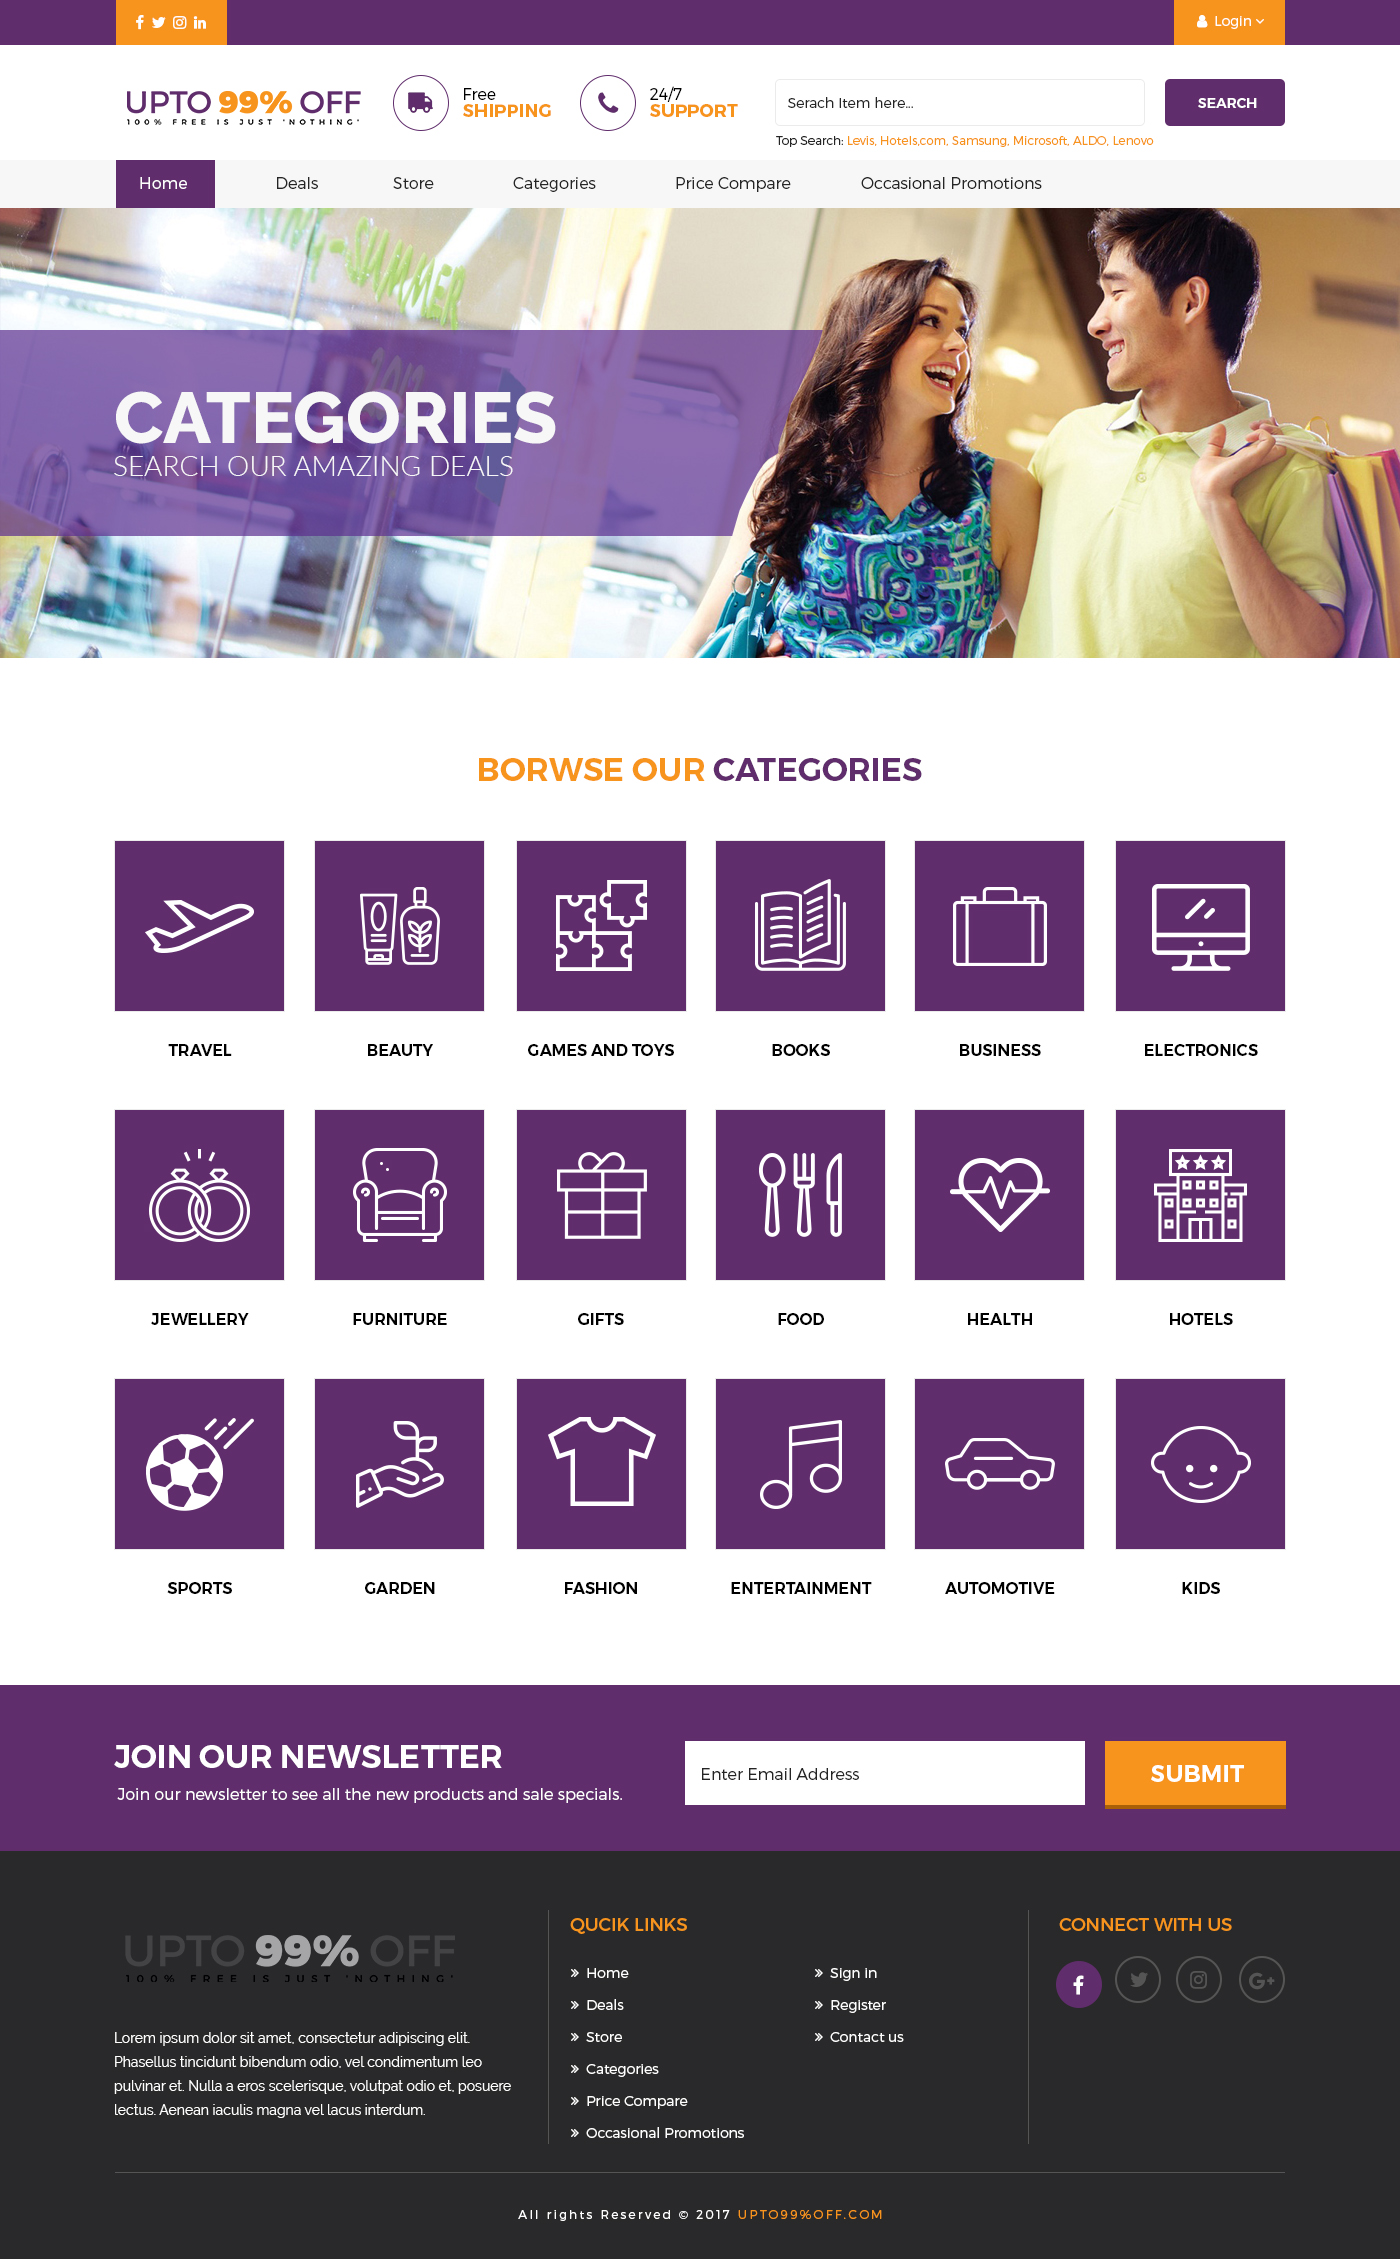 Login
UPTO 99% OFF
100% FREE IS JUST 'NOTHING'
Free
SHIPPING
24/7
SUPPORT
Serach Item here...
SEARCH
Top Search: Levis, Hotels,com, Samsung, Microsoft, ALDO, Lenovo
Home
Deals
Store
Categories
Price Compare
Occasional Promotions
CATEGORIES
SEARCH OUR AMAZING DEALS
BORWSE OUR CATEGORIES
TRAVEL
BEAUTY
GAMES AND TOYS
BOOKS
BUSINESS
ELECTRONICS
JEWELLERY
FURNITURE
GIFTS
FOOD
HEALTH
HOTELS
SPORTS
GARDEN
FASHION
ENTERTAINMENT
AUTOMOTIVE
KIDS
JOIN OUR NEWSLETTER
Join our newsletter to see all the new products and sale specials.
Enter Email Address
SUBMIT
UPTO 99% OFF
100% FREE IS JUST 'NOTHING'
Lorem ipsum dolor sit amet, consectetur adipiscing elit.
Phasellus tincidunt bibendum odio, vel condimentum leo
pulvinar et. Nulla a eros scelerisque, volutpat odio et, posuere
lectus. Aenean iaculis magna vel lacus interdum.
QUCIK LINKS
» Home
» Deals
» Store
» Categories
» Price Compare
» Occasional Promotions
» Sign in
» Register
» Contact us
CONNECT WITH US
All rights Reserved © 2017 UPTO99%OFF.COM